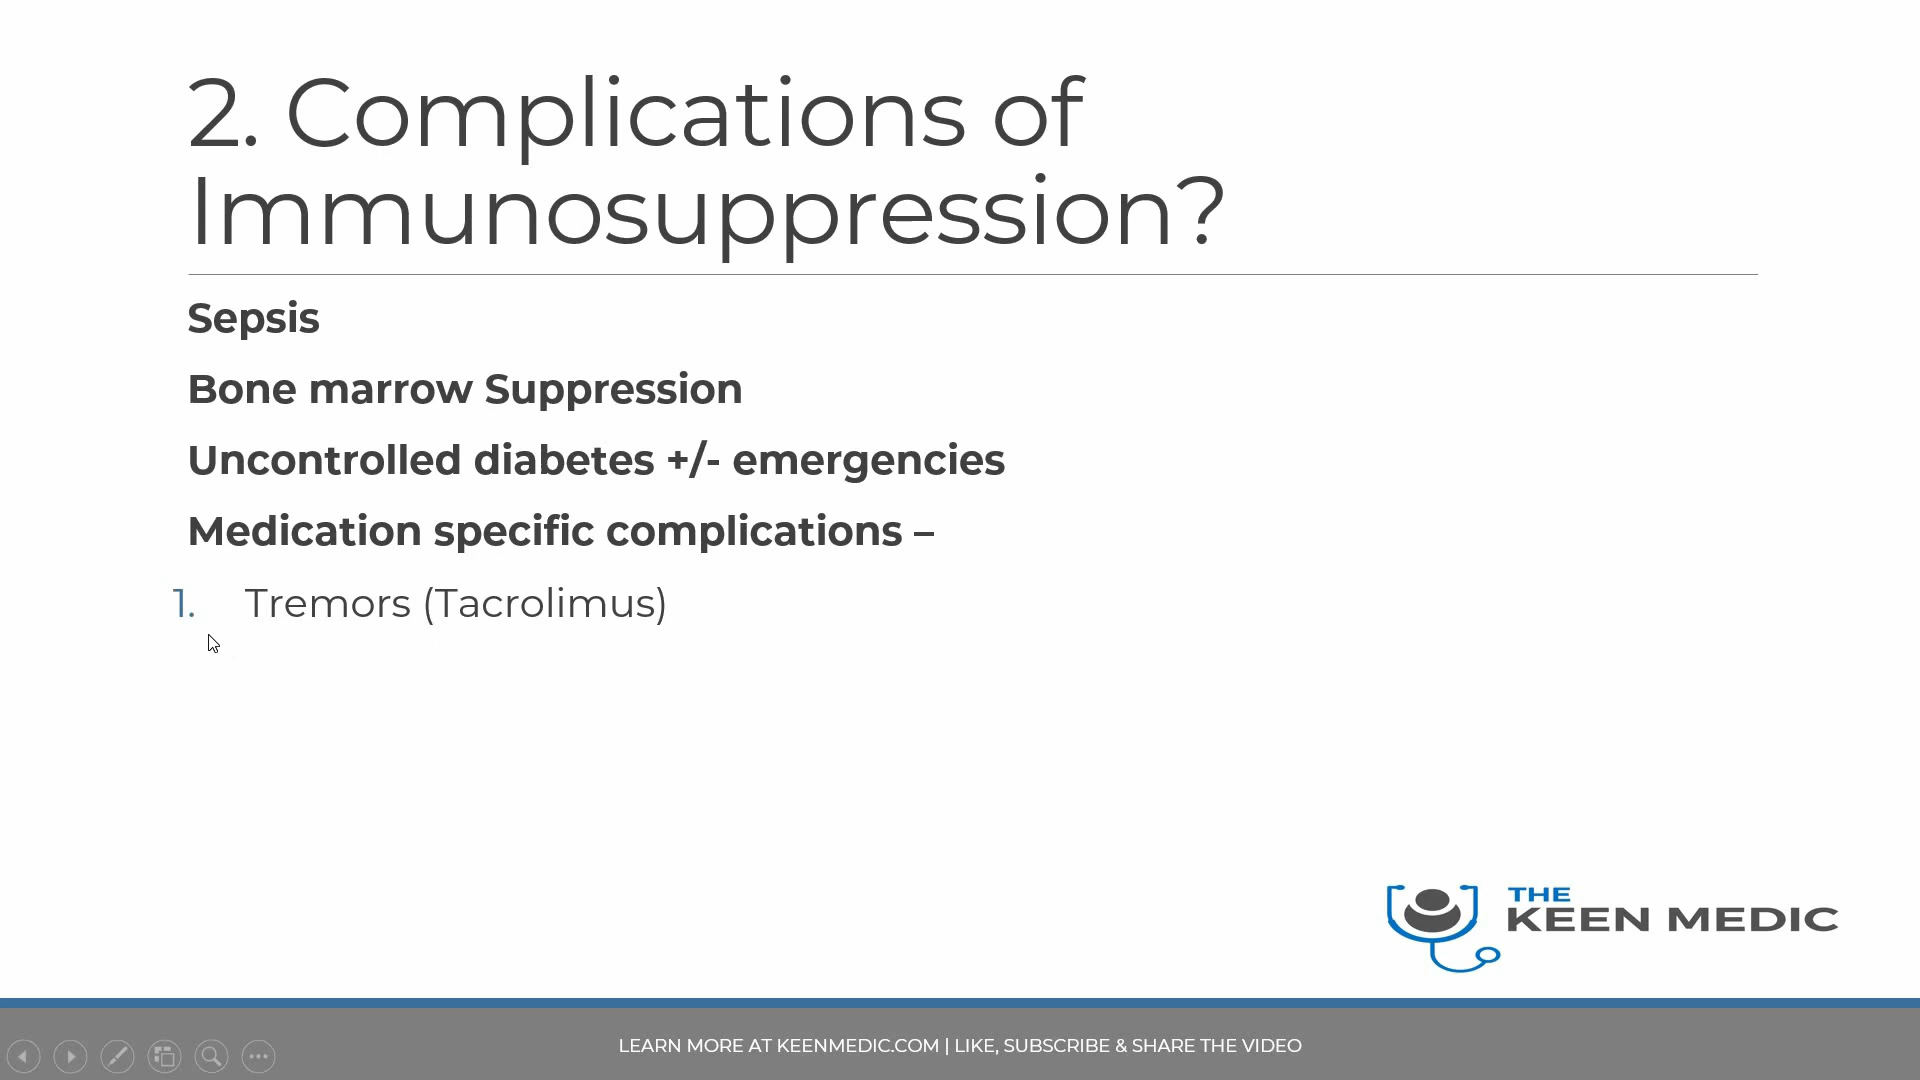 2. Complications of
Immunosuppression?
Sepsis
Bone marrow Suppression
Uncontrolled diabetes +/- emergencies
Medication specific complications –
1. Tremors (Tacrolimus)
THE
KEEN MEDIC
LEARN MORE AT KEENMEDIC.COM | LIKE, SUBSCRIBE & SHARE THE VIDEO